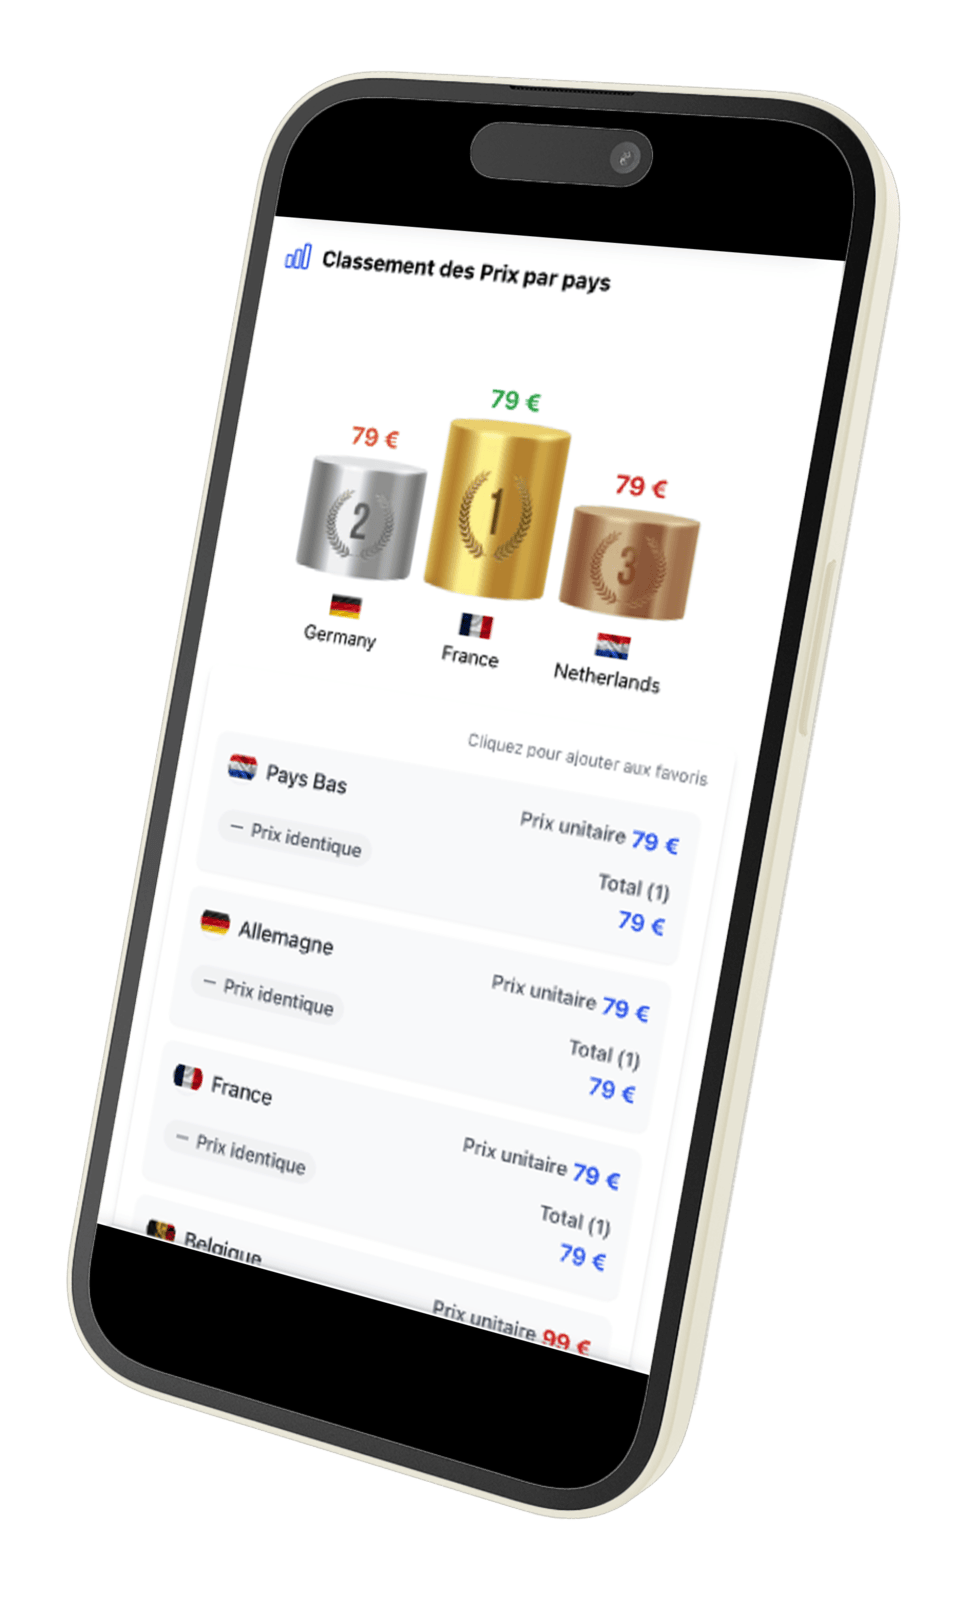 Classement des Prix par pays
79 €
79 €
79 €
2
1
3
Germany
France
Netherlands
Cliquez pour ajouter aux favoris
Pays Bas
Prix unitaire 79 €
— Prix identique
Total (1)
79 €
Allemagne
Prix unitaire 79 €
— Prix identique
Total (1)
79 €
France
Prix unitaire 79 €
— Prix identique
Total (1)
79 €
Belgique
Prix unitaire 99 €